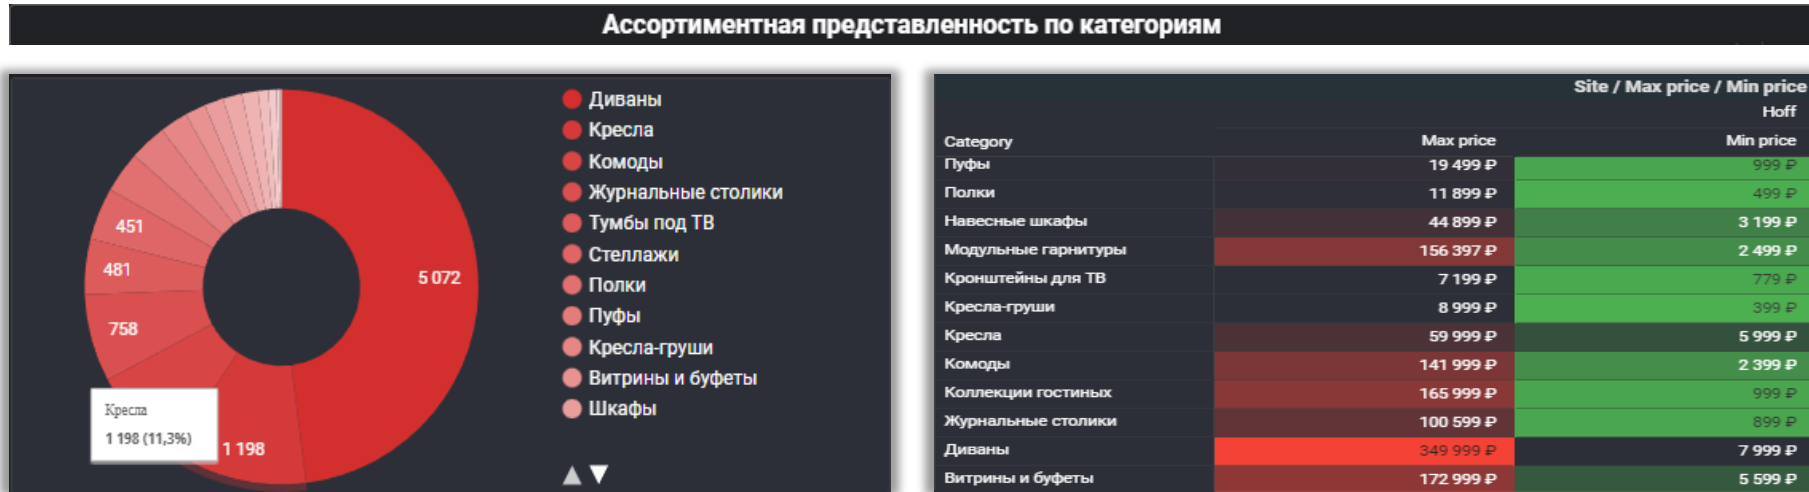 Ассортиментная представленность по категориям
5 072
1 198
758
481
451
Кресла
1 198 (11,3%)
Диваны
Кресла
Комоды
Журнальные столики
Тумбы под ТВ
Стеллажи
Полки
Пуфы
Кресла-груши
Витрины и буфеты
Шкафы
Site / Max price / Min price
Hoff
Category Max price Min price
Пуфы 19 499 ₽ 999 ₽
Полки 11 899 ₽ 499 ₽
Навесные шкафы 44 899 ₽ 3 199 ₽
Модульные гарнитуры 156 397 ₽ 2 499 ₽
Кронштейны для ТВ 7 199 ₽ 779 ₽
Кресла-груши 8 999 ₽ 399 ₽
Кресла 59 999 ₽ 5 999 ₽
Комоды 141 999 ₽ 2 399 ₽
Коллекции гостиных 165 999 ₽ 999 ₽
Журнальные столики 100 599 ₽ 899 ₽
Диваны 349 999 ₽ 7 999 ₽
Витрины и буфеты 172 999 ₽ 5 599 ₽